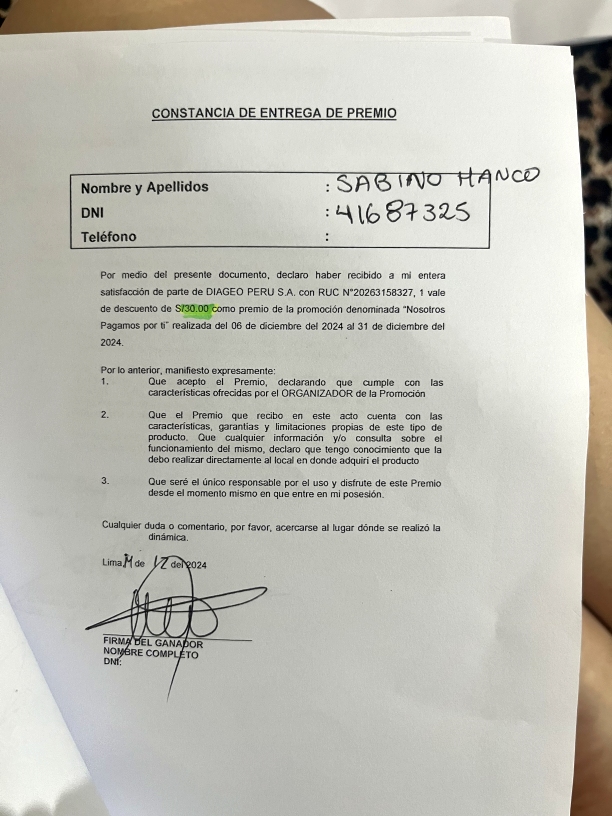 CONSTANCIA DE ENTREGA DE PREMIO
Nombre y Apellidos : SABINO HANCO
DNI : 41687325
Teléfono :
Por medio del presente documento, declaro haber recibido a mi entera
satisfacción de parte de DIAGEO PERU S.A. con RUC N°20263158327, 1 vale
de descuento de S/30.00 como premio de la promoción denominada "Nosotros
Pagamos por ti" realizada del 06 de diciembre del 2024 al 31 de diciembre del
2024.
Por lo anterior, manifiesto expresamente:
1. Que acepto el Premio, declarando que cumple con las
características ofrecidas por el ORGANIZADOR de la Promoción
2. Que el Premio que recibo en este acto cuenta con las
características, garantías y limitaciones propias de este tipo de
producto. Que cualquier información y/o consulta sobre el
funcionamiento del mismo, declaro que tengo conocimiento que la
debo realizar directamente al local en donde adquirí el producto
3. Que seré el único responsable por el uso y disfrute de este Premio
desde el momento mismo en que entre en mi posesión.
Cualquier duda o comentario, por favor, acercarse al lugar dónde se realizó la
dinámica.
Lima, de 12 del 2024
FIRMA DEL GANADOR
NOMBRE COMPLETO
DNI: